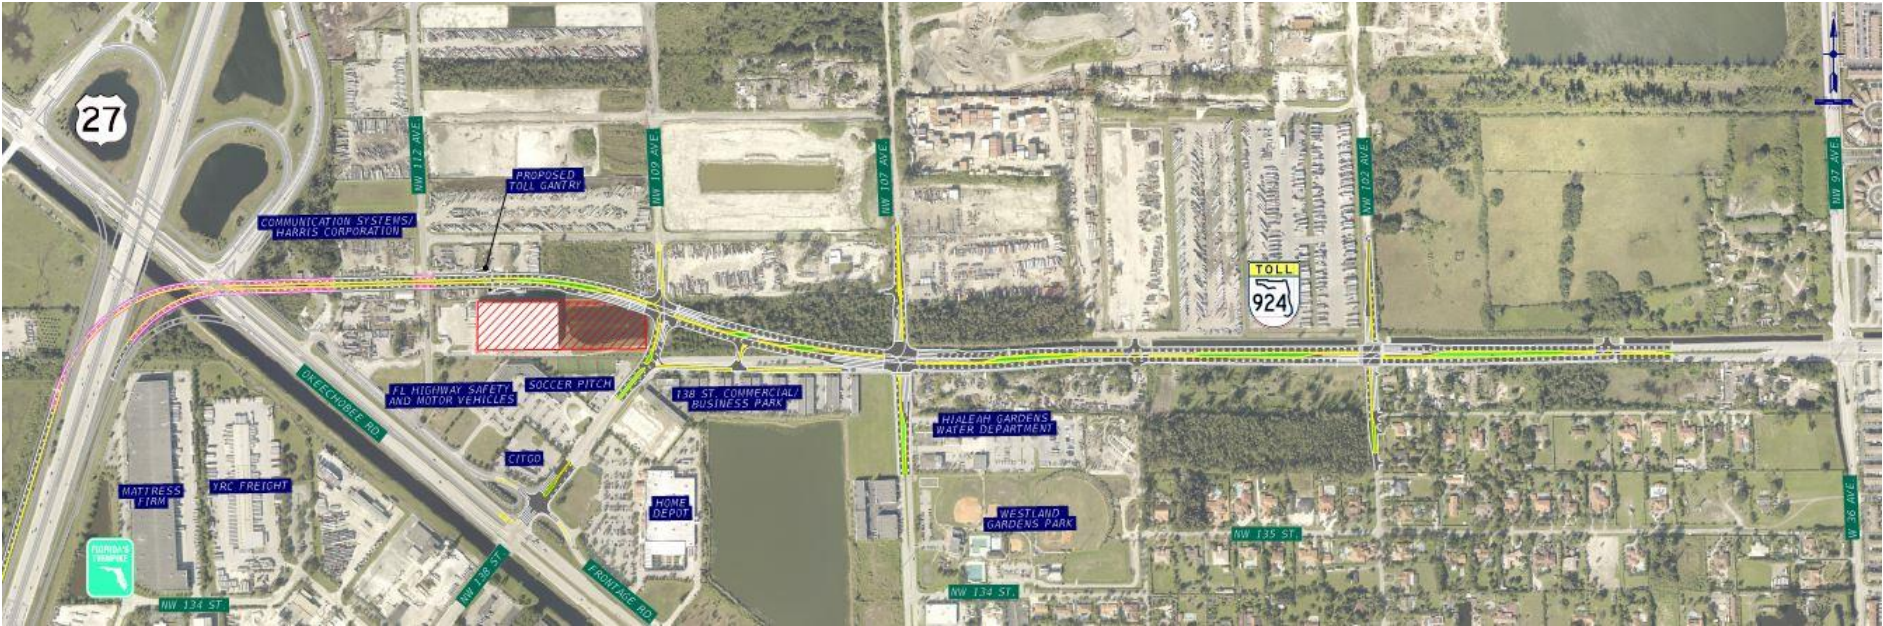 27
NW 112 AVE.
NW 109 AVE.
NW 107 AVE.
NW 102 AVE.
NW 97 AVE.
PROPOSED
TOLL GANTRY
COMMUNICATION SYSTEMS/
HARRIS CORPORATION
TOLL
924
OKEECHOBEE RD.
FL HIGHWAY SAFETY
AND MOTOR VEHICLES
SOCCER PITCH
138 ST. COMMERCIAL/
BUSINESS PARK
HIALEAH GARDENS
WATER DEPARTMENT
CITGO
MATTRESS
FIRM
YRC FREIGHT
HOME
DEPOT
WESTLAND
GARDENS PARK
NW 135 ST.
W 36 AVE.
FLORIDA'S
TURNPIKE
NW 138 ST
FRONTAGE RD.
NW 134 ST.
NW 134 ST.